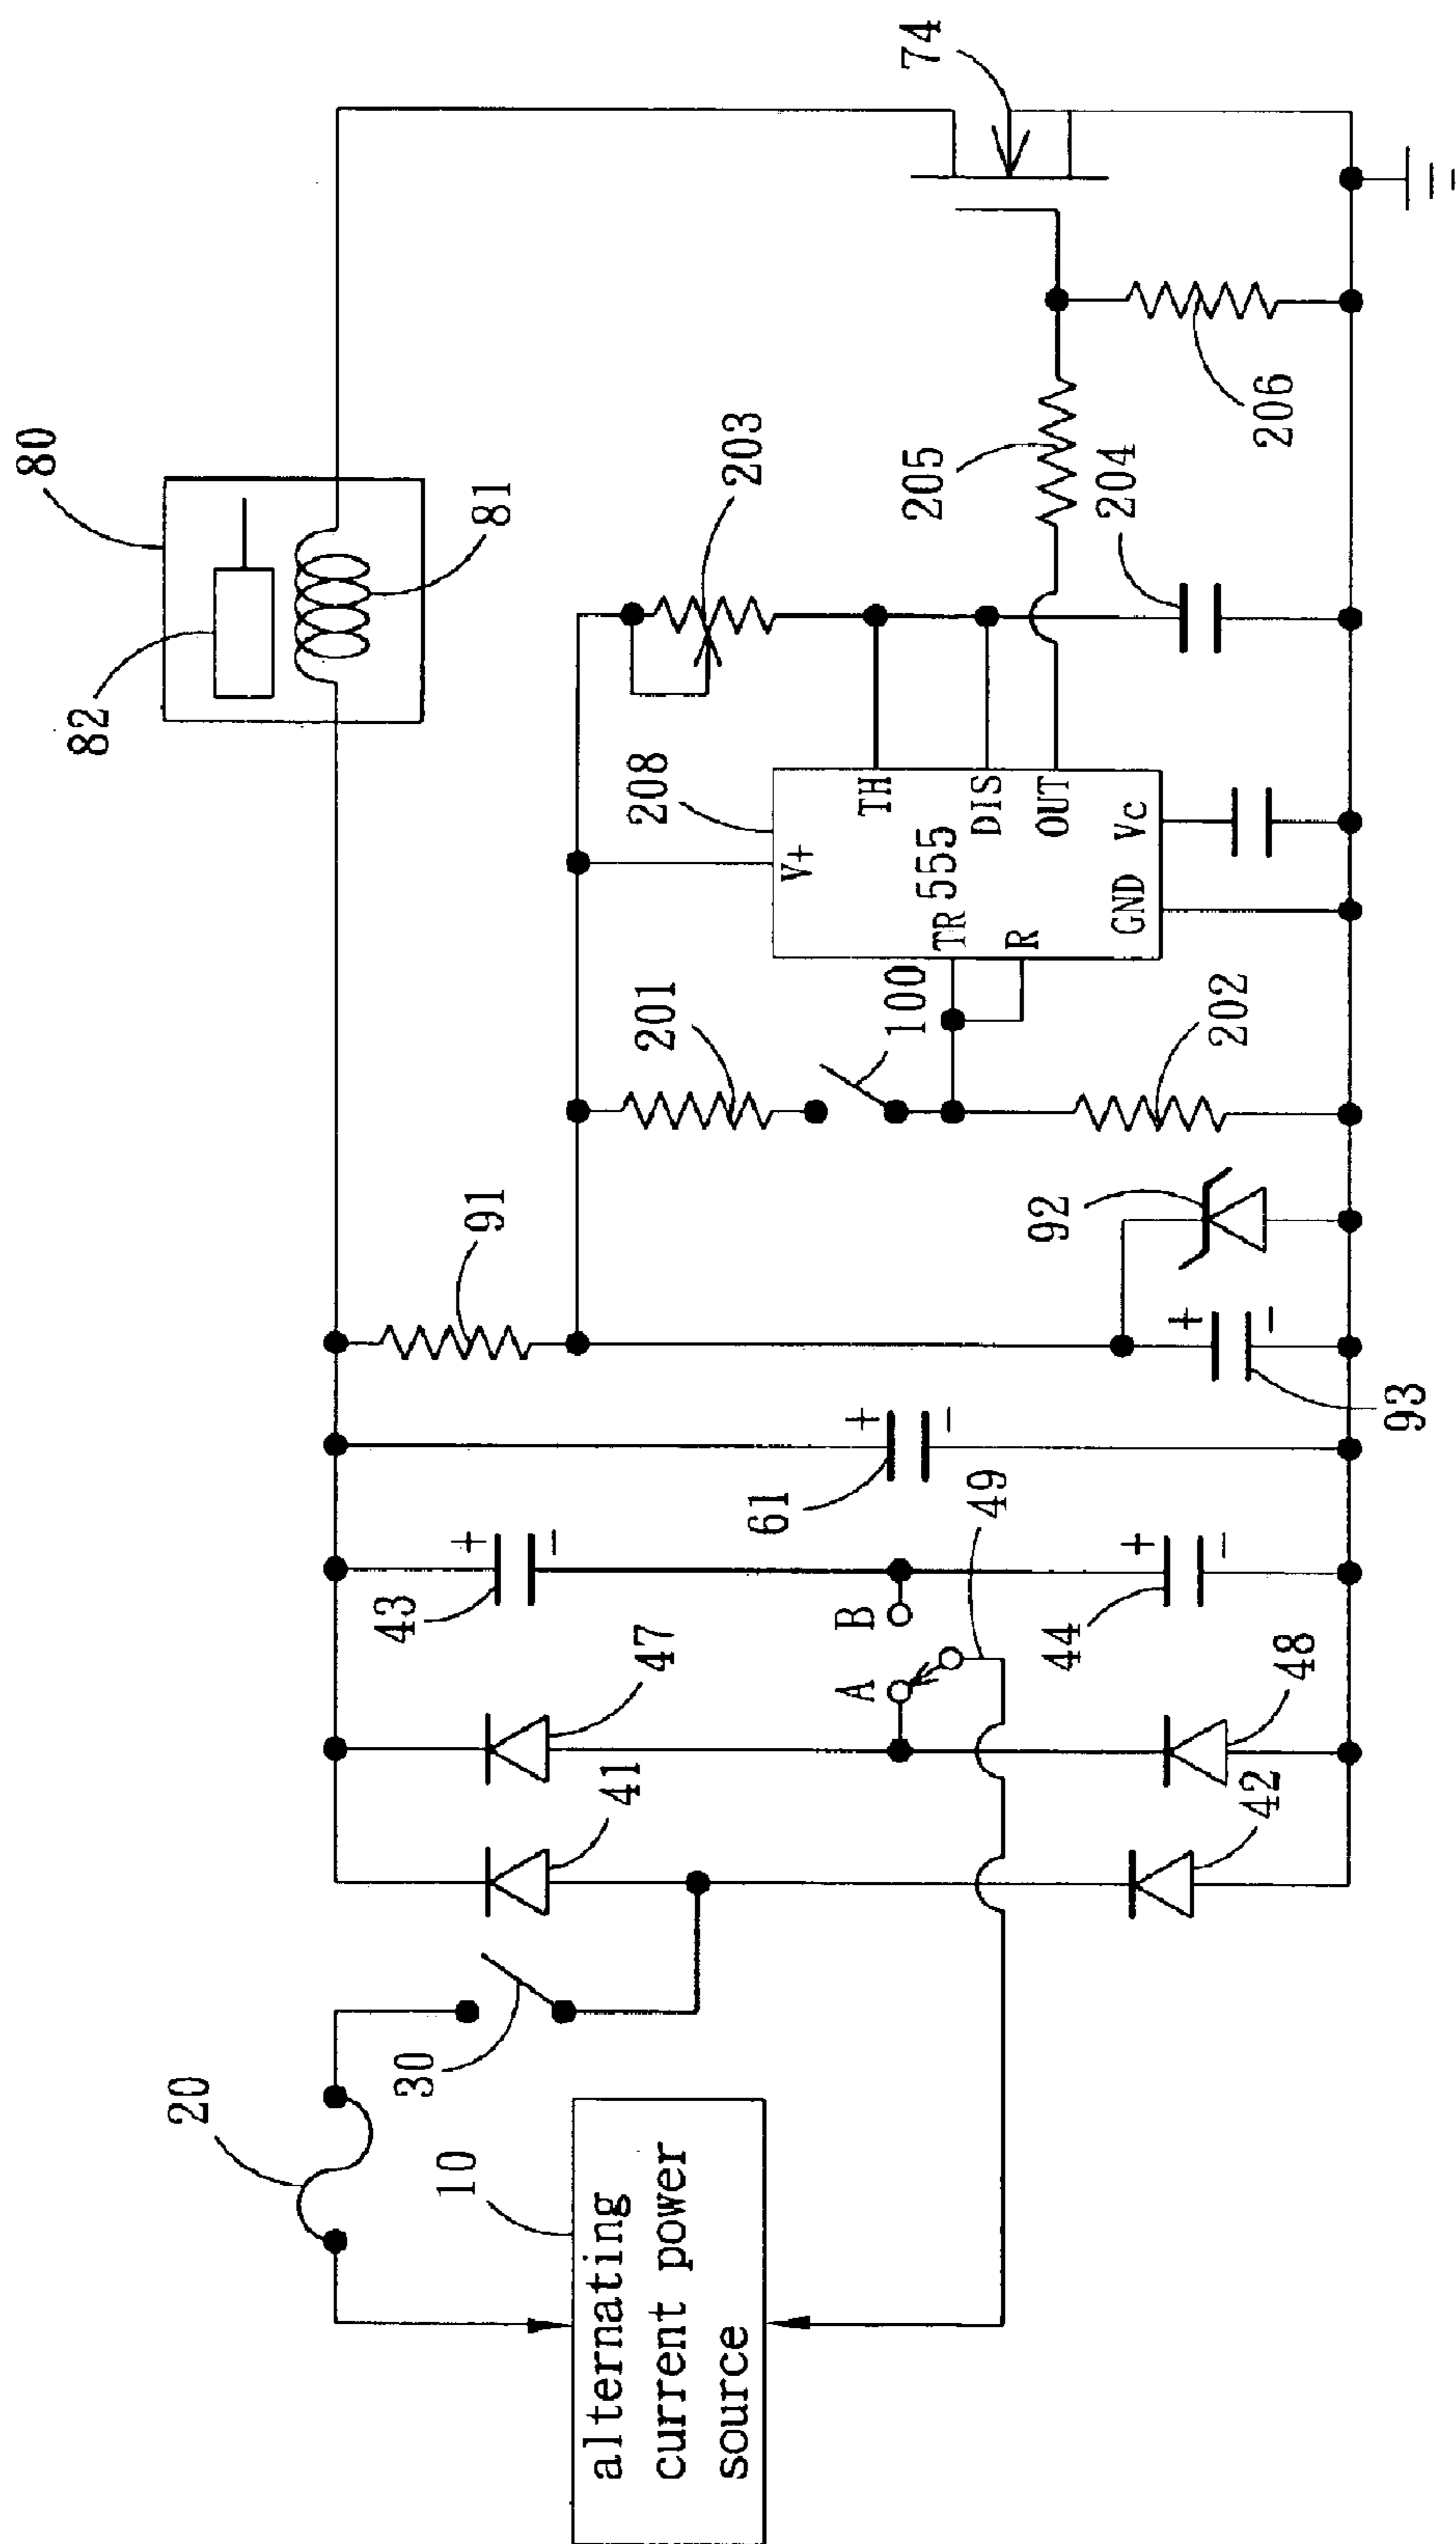 20
10
alternating
current power
source
30
41
42
47
48
43
+
−
A
B
44
+
−
49
61
+
−
91
92
93
+
−
201
100
202
208
V+
TR
555
R
TH
DIS
OUT
GND
Vc
203
204
205
206
80
82
81
74